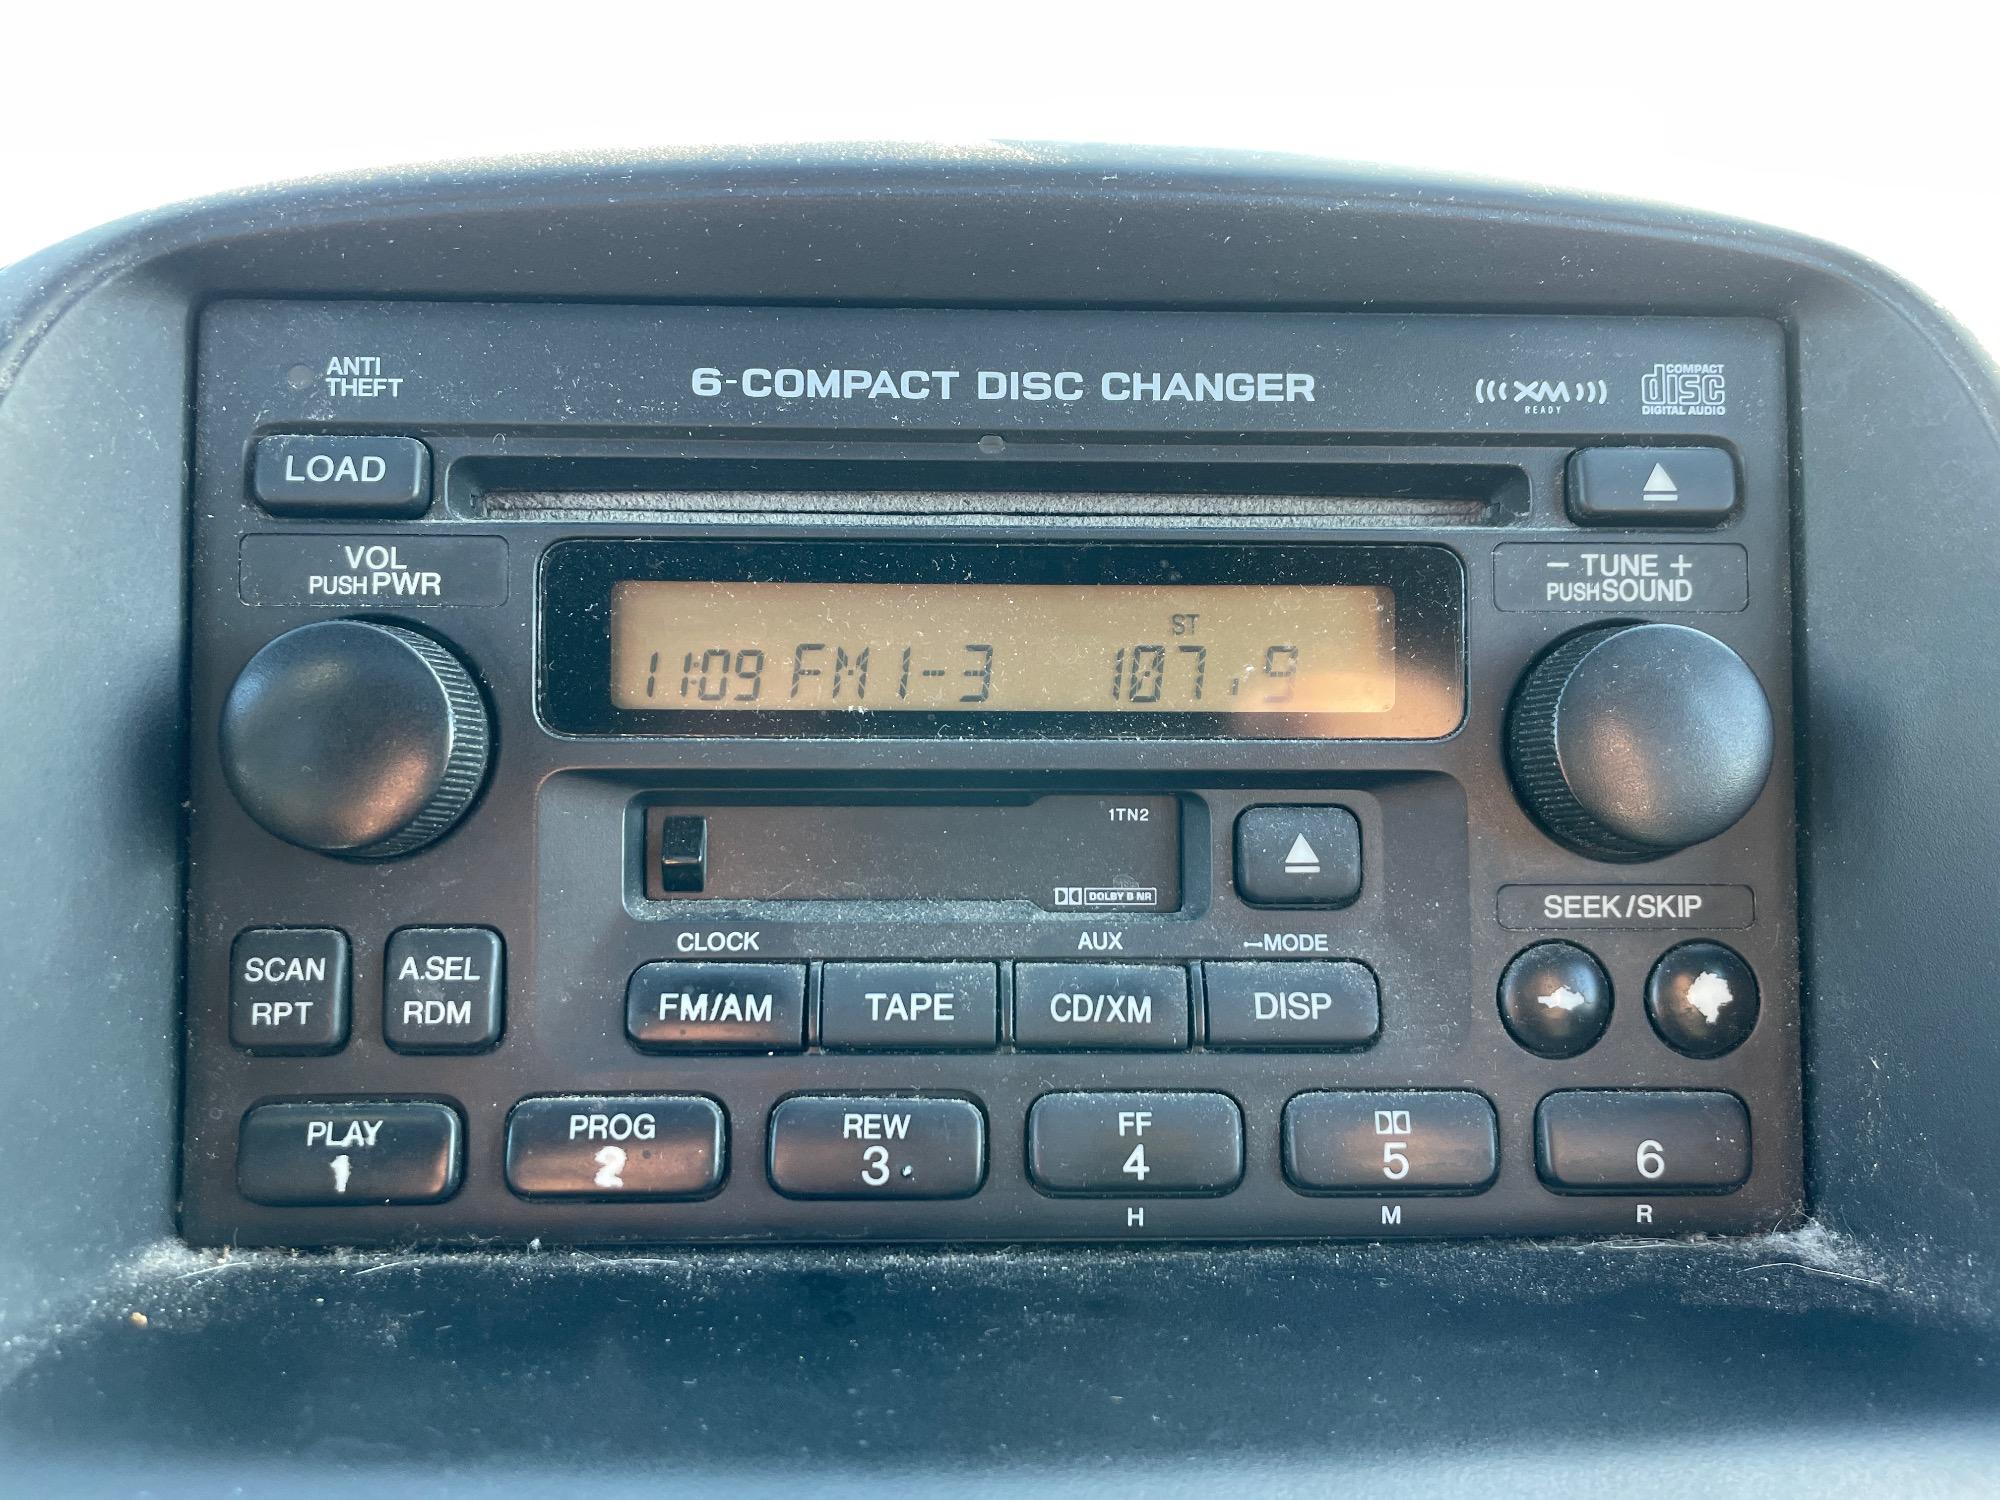 ANTI
THEFT
6-COMPACT DISC CHANGER
XM
READY
COMPACT
disc
DIGITAL AUDIO
LOAD
VOL
PUSH PWR
- TUNE +
PUSH SOUND
ST
11:09 FM1-3 107.9
1TN2
DOLBY B NR
SEEK/SKIP
CLOCK
AUX
MODE
SCAN
RPT
A.SEL
RDM
FM/AM
TAPE
CD/XM
DISP
PLAY
1
PROG
2
REW
3
FF
4
5
6
H
M
R